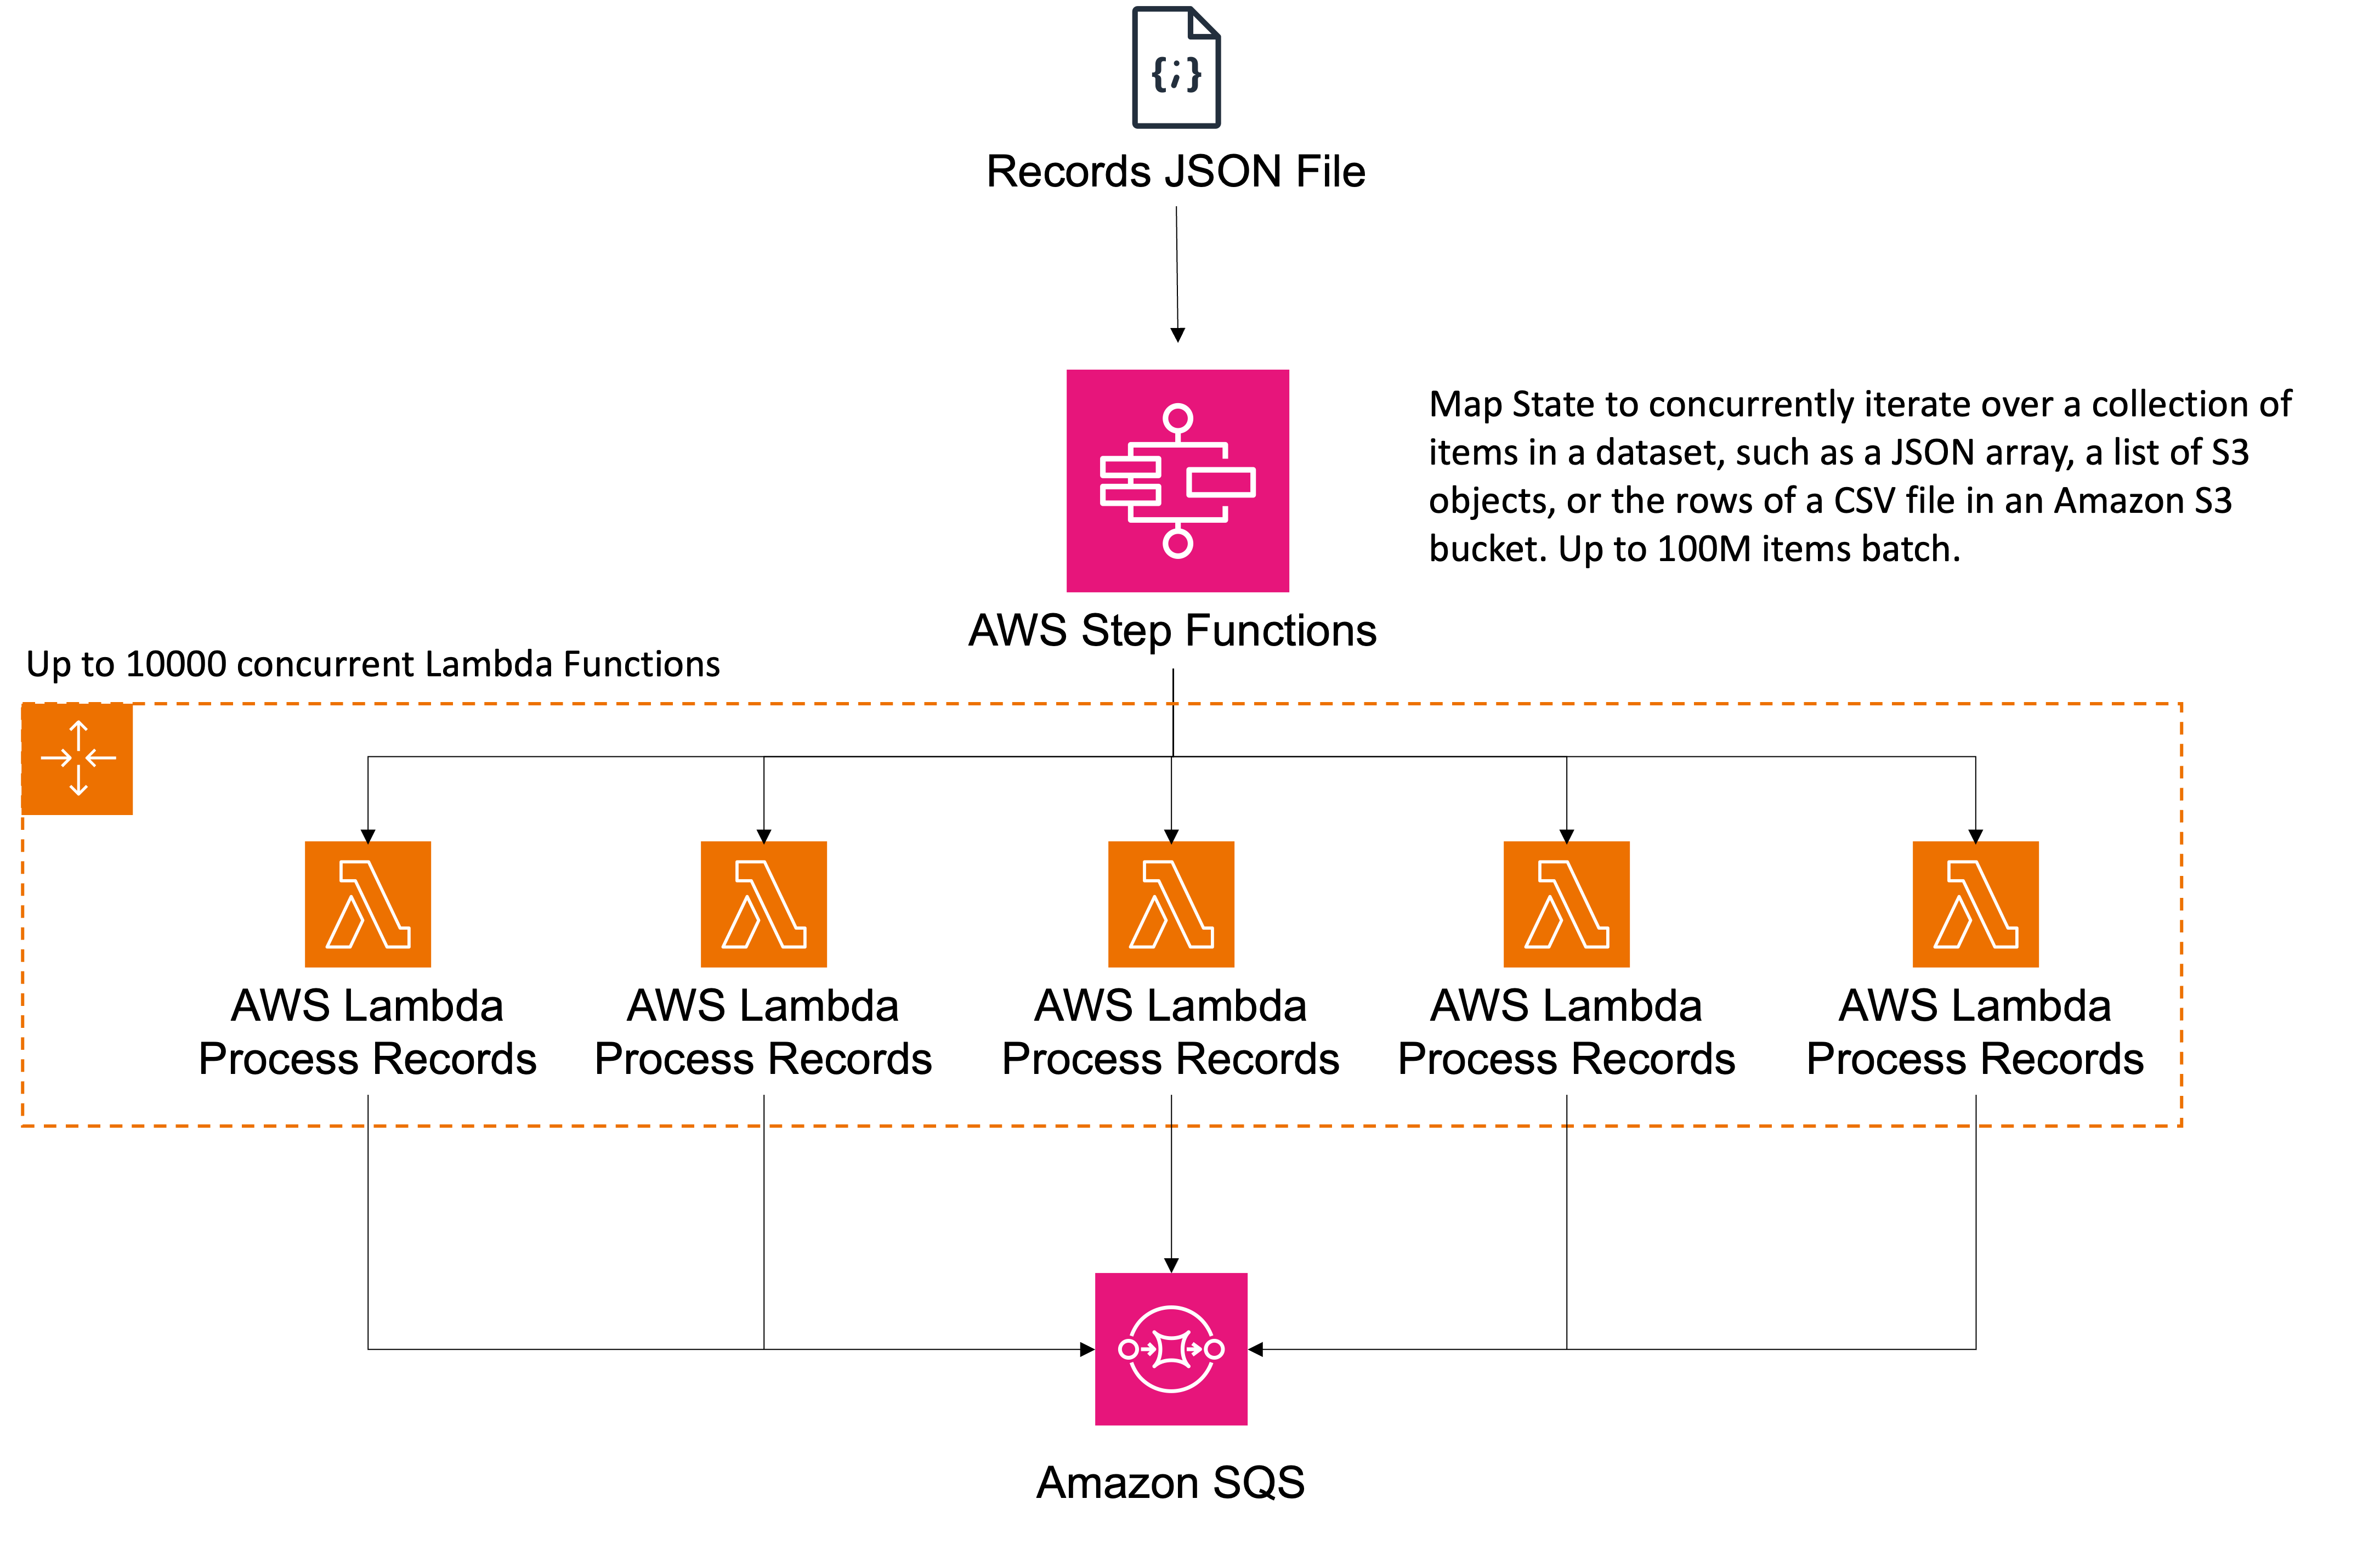 {;}
Records JSON File
Map State to concurrently iterate over a collection of
items in a dataset, such as a JSON array, a list of S3
objects, or the rows of a CSV file in an Amazon S3
bucket. Up to 100M items batch.
AWS Step Functions
Up to 10000 concurrent Lambda Functions
AWS Lambda
Process Records
AWS Lambda
Process Records
AWS Lambda
Process Records
AWS Lambda
Process Records
AWS Lambda
Process Records
Amazon SQS